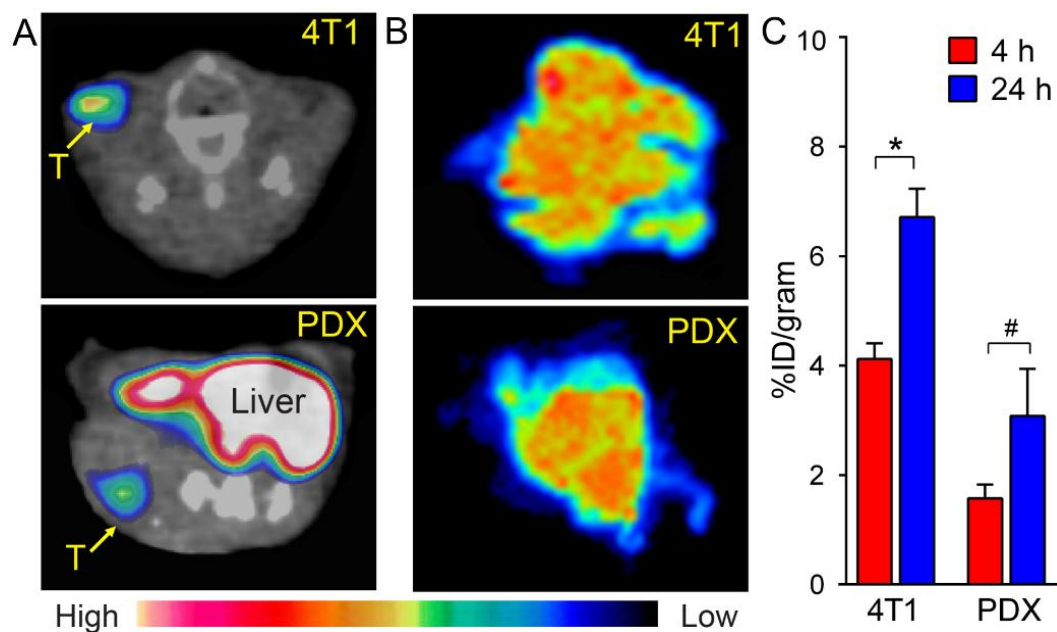 A
4T1
T
PDX
Liver
T
B
4T1
PDX
High
Low
C
4 h
24 h
%ID/gram
10
8
6
4
2
0
*
#
4T1
PDX